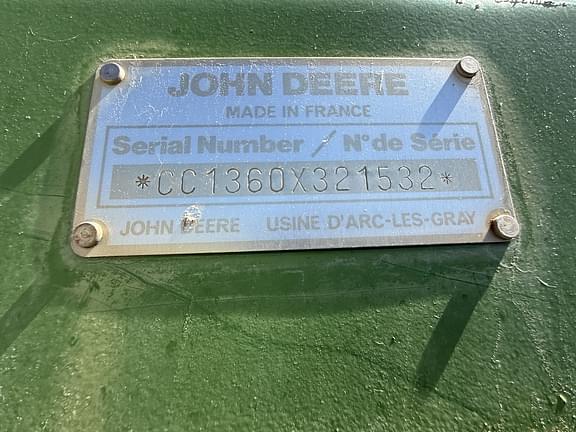 JOHN DEERE
MADE IN FRANCE
Serial Number / N° de Série
*CC1360X321532*
JOHN DEERE USINE D'ARC-LES-GRAY